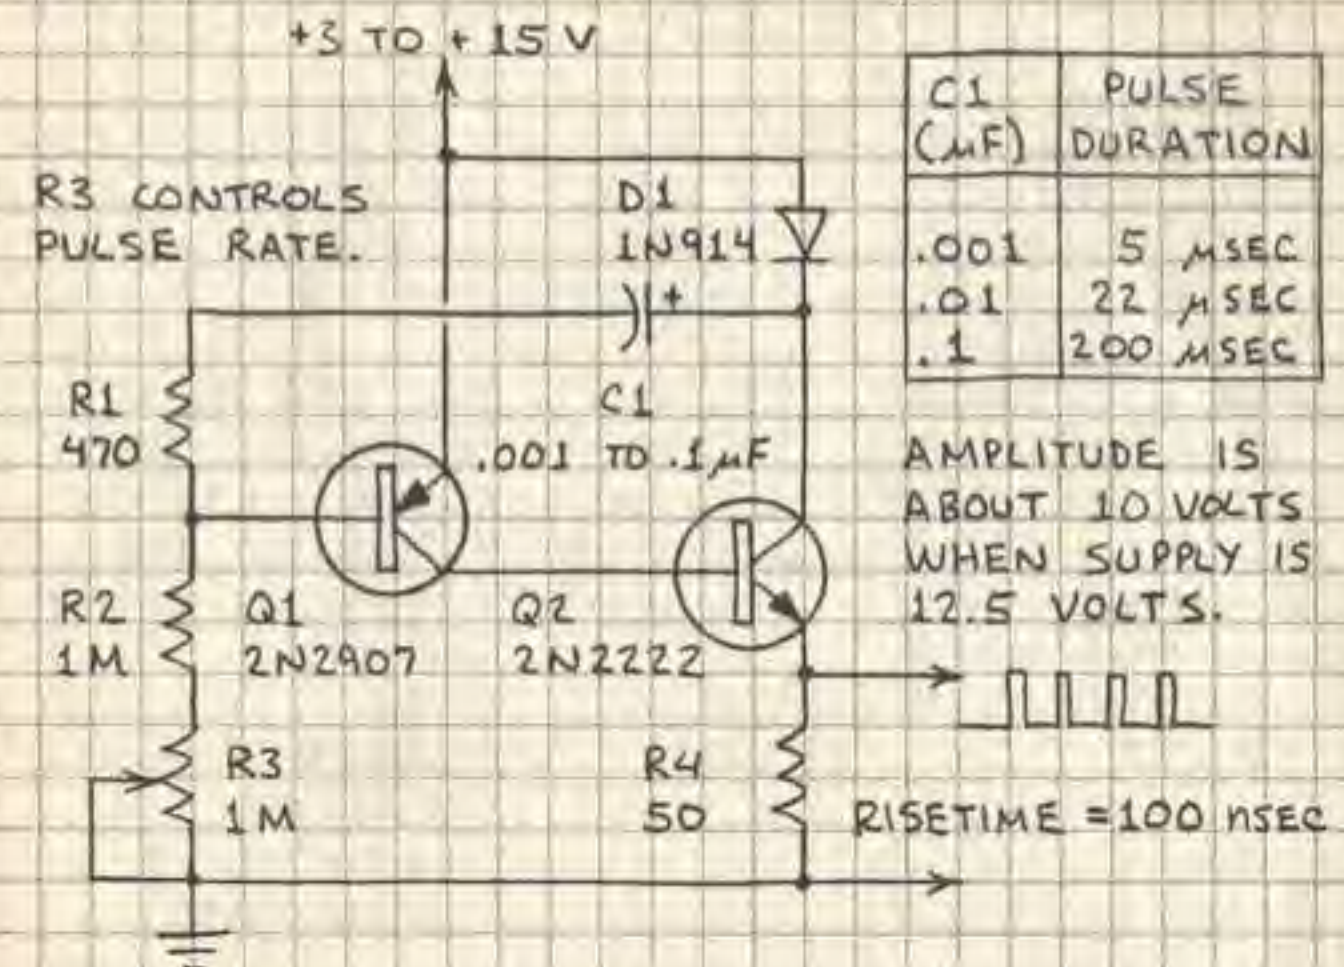 +3 TO + 15 V
R3 CONTROLS
PULSE RATE.
D1
1N914
+
C1
.001 TO .1µF
R1
470
R2
1M
Q1
2N2907
Q2
2N2222
R3
1M
R4
50
C1
(µF)
PULSE
DURATION
.001 5 µSEC
.01 22 µSEC
.1 200 µSEC
AMPLITUDE IS
ABOUT 10 VOLTS
WHEN SUPPLY IS
12.5 VOLTS.
RISETIME = 100 nSEC